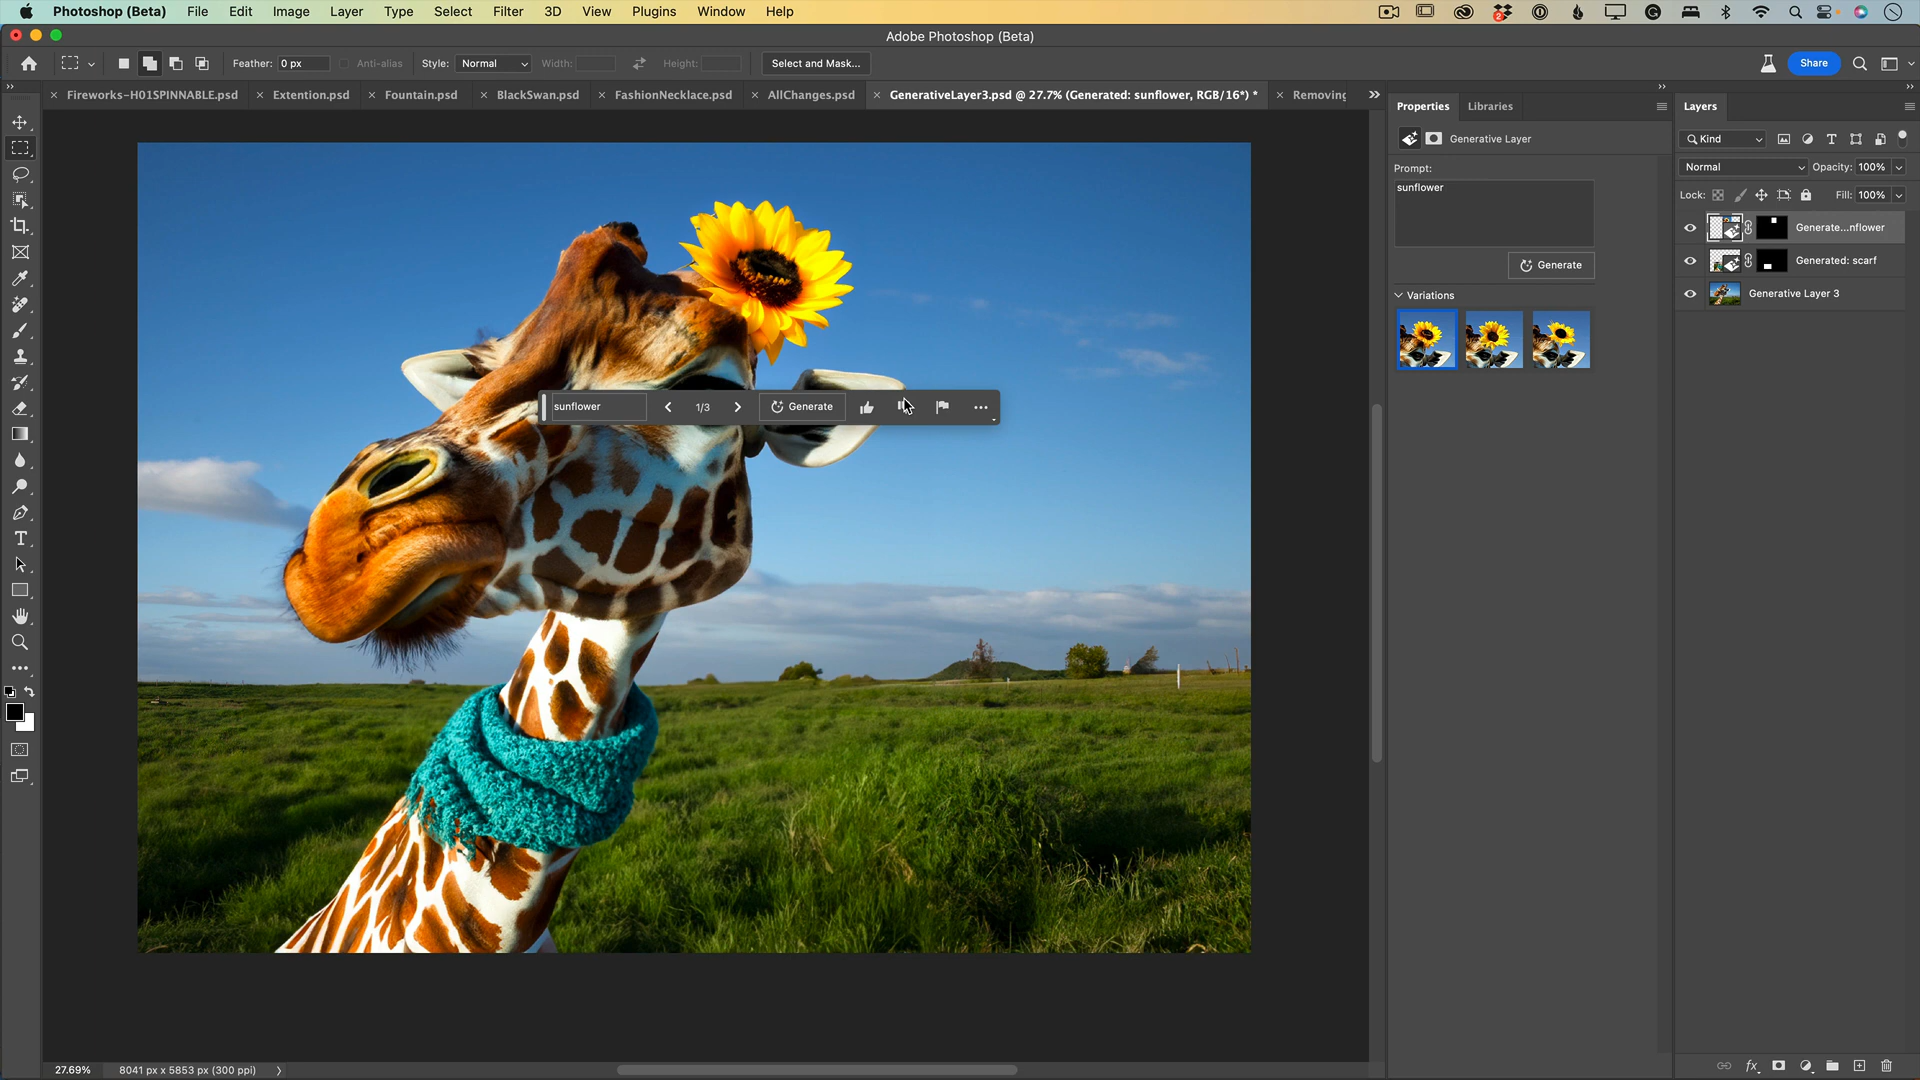 Photoshop (Beta) File Edit Image Layer Type Select Filter 3D View Plugins Window Help
Adobe Photoshop (Beta)
Feather: 0 px Anti-alias Style: Normal Width: Height: Select and Mask... Share
Fireworks-H01SPINNABLE.psd Extention.psd Fountain.psd BlackSwan.psd FashionNecklace.psd AllChanges.psd GenerativeLayer3.psd @ 27.7% (Generated: sunflower, RGB/16*) * Removing
Properties Libraries
Generative Layer
Prompt:
sunflower
Generate
Variations
Layers
Kind
Normal Opacity: 100%
Lock: Fill: 100%
Generate...nflower
Generated: scarf
Generative Layer 3
sunflower 1/3 Generate
27.69% 8041 px x 5853 px (300 ppi)